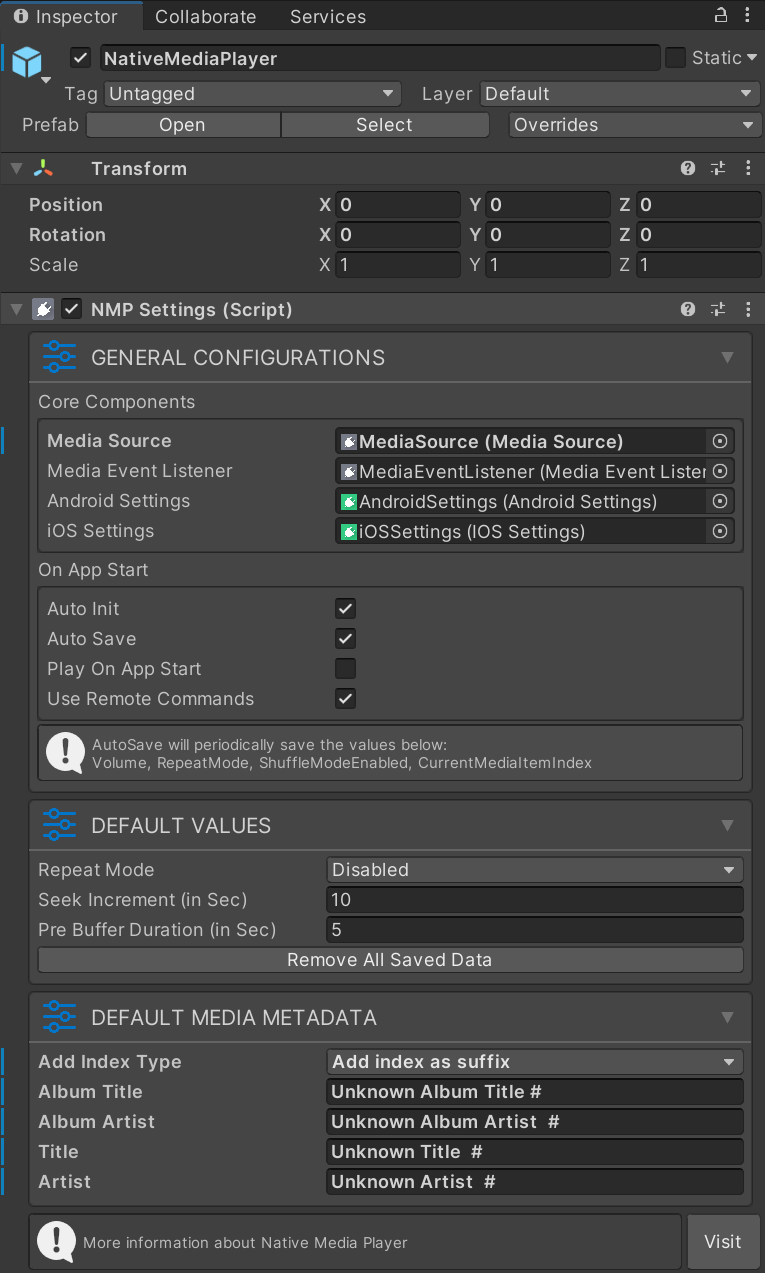 Inspector Collaborate Services
NativeMediaPlayer Static
Tag Untagged Layer Default
Prefab Open Select Overrides
Transform
Position X 0 Y 0 Z 0
Rotation X 0 Y 0 Z 0
Scale X 1 Y 1 Z 1
NMP Settings (Script)
GENERAL CONFIGURATIONS
Core Components
Media Source MediaSource (Media Source)
Media Event Listener MediaEventListener (Media Event Listener
Android Settings AndroidSettings (Android Settings)
iOS Settings iOSSettings (IOS Settings)
On App Start
Auto Init
Auto Save
Play On App Start
Use Remote Commands
AutoSave will periodically save the values below:
Volume, RepeatMode, ShuffleModeEnabled, CurrentMediaItemIndex
DEFAULT VALUES
Repeat Mode Disabled
Seek Increment (in Sec) 10
Pre Buffer Duration (in Sec) 5
Remove All Saved Data
DEFAULT MEDIA METADATA
Add Index Type Add index as suffix
Album Title Unknown Album Title #
Album Artist Unknown Album Artist  #
Title Unknown Title  #
Artist Unknown Artist  #
More information about Native Media Player Visit